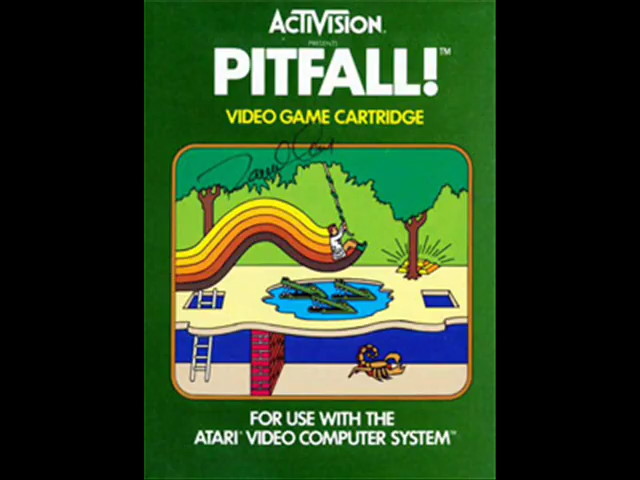 ACTIVISION.
PRESENTS
PITFALL!™
VIDEO GAME CARTRIDGE
FOR USE WITH THE
ATARI® VIDEO COMPUTER SYSTEM™